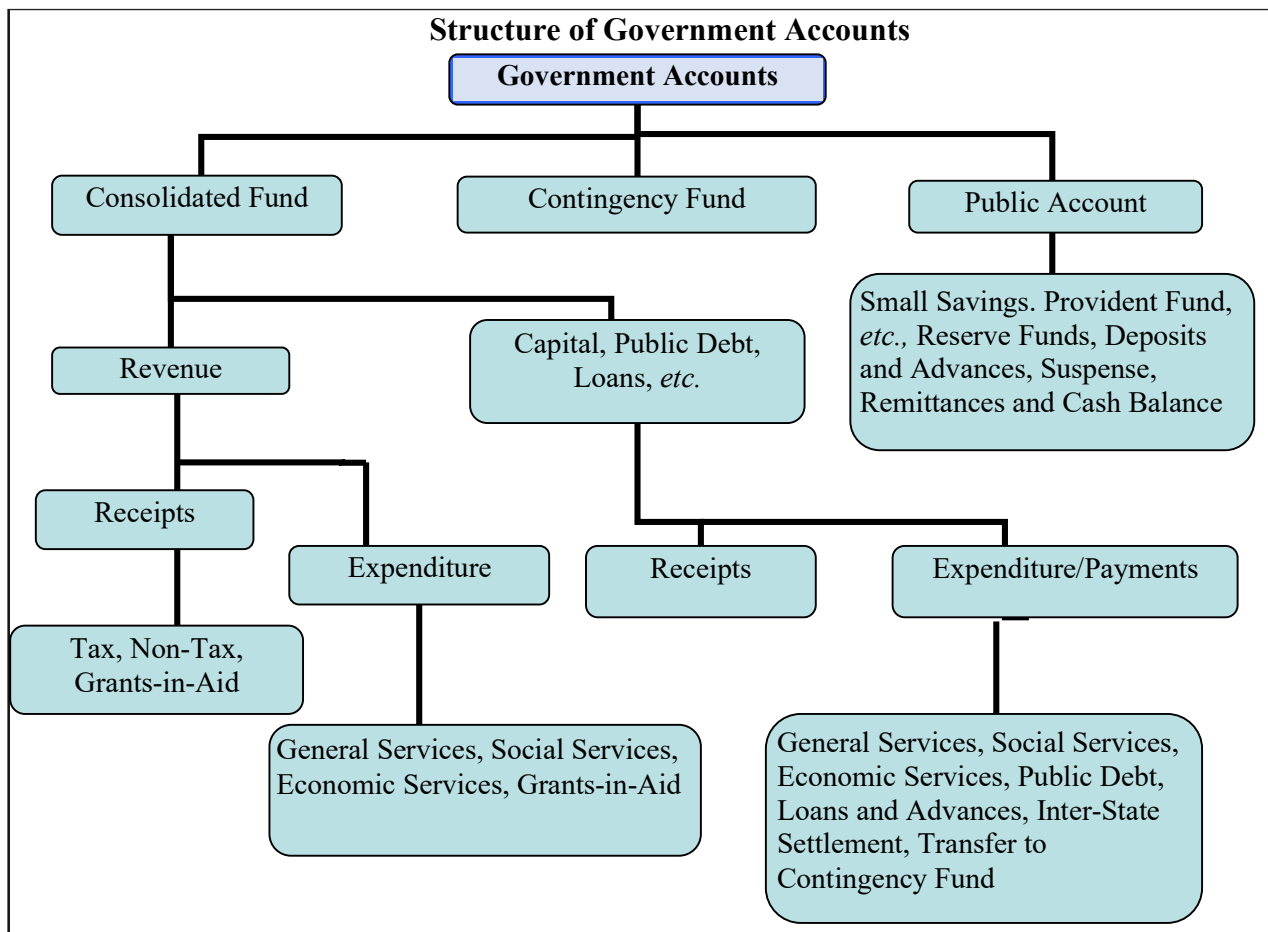 Structure of Government Accounts
Government Accounts
Consolidated Fund
Contingency Fund
Public Account
Small Savings. Provident Fund,
etc., Reserve Funds, Deposits
and Advances, Suspense,
Remittances and Cash Balance
Revenue
Capital, Public Debt,
Loans, etc.
Receipts
Expenditure
Receipts
Expenditure/Payments
Tax, Non-Tax,
Grants-in-Aid
General Services, Social Services,
Economic Services, Grants-in-Aid
General Services, Social Services,
Economic Services, Public Debt,
Loans and Advances, Inter-State
Settlement, Transfer to
Contingency Fund